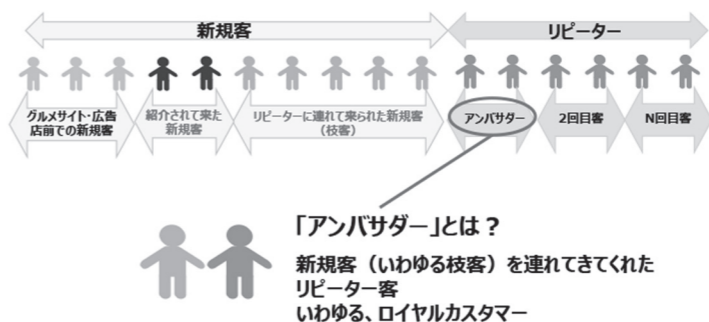 新規客
リピーター
グルメサイト・広告
店前での新規客
紹介されて来た
新規客
リピーターに連れて来られた新規客
(枝客)
アンバサダー
2回目客
N回目客
「アンバサダー」とは?
新規客(いわゆる枝客)を連れてきてくれた
リピーター客
いわゆる、ロイヤルカスタマー